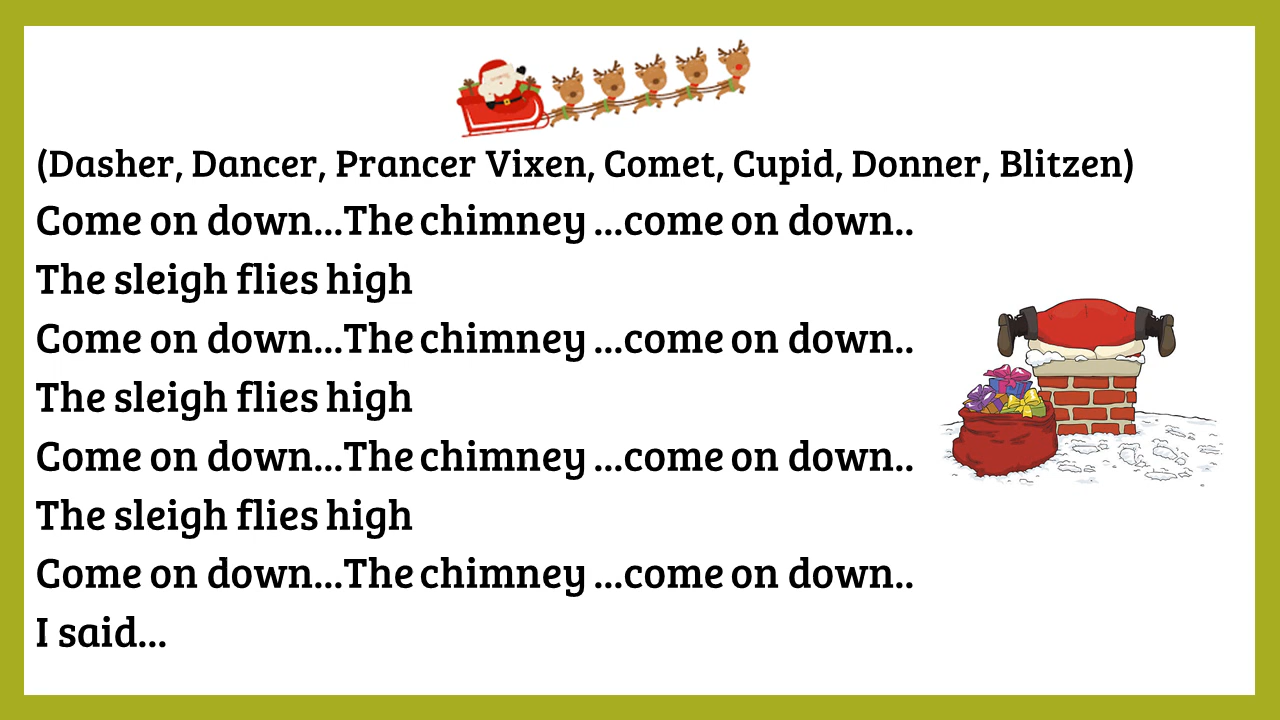 (Dasher, Dancer, Prancer Vixen, Comet, Cupid, Donner, Blitzen)
Come on down...The chimney ...come on down..
The sleigh flies high
Come on down...The chimney ...come on down..
The sleigh flies high
Come on down...The chimney ...come on down..
The sleigh flies high
Come on down...The chimney ...come on down..
I said...